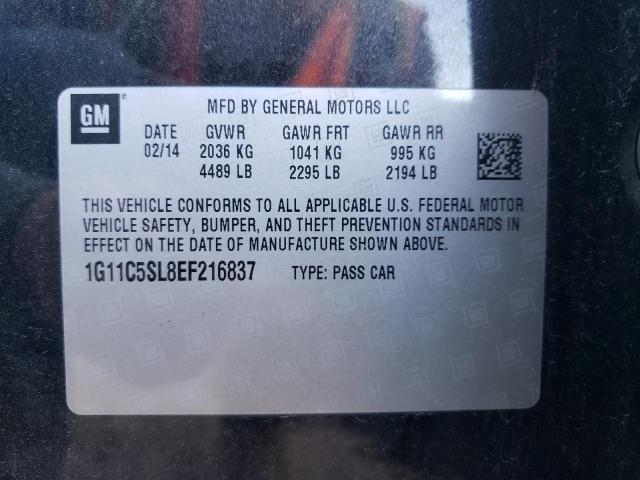 GM®
MFD BY GENERAL MOTORS LLC
DATE GVWR GAWR FRT GAWR RR
02/14 2036 KG 1041 KG 995 KG
4489 LB 2295 LB 2194 LB
THIS VEHICLE CONFORMS TO ALL APPLICABLE U.S. FEDERAL MOTOR
VEHICLE SAFETY, BUMPER, AND THEFT PREVENTION STANDARDS IN
EFFECT ON THE DATE OF MANUFACTURE SHOWN ABOVE.
1G11C5SL8EF216837 TYPE: PASS CAR